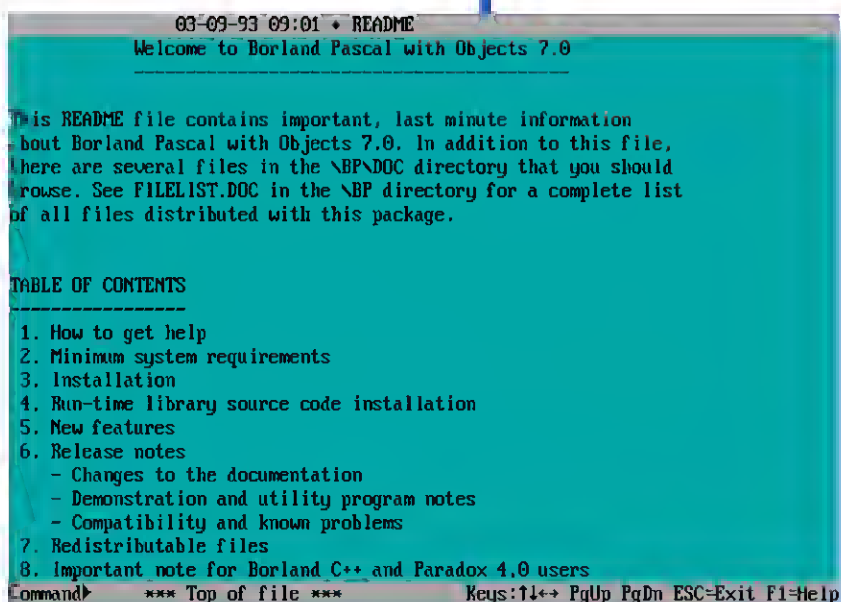 03-09-93 09:01 ♦ README
Welcome to Borland Pascal with Objects 7.0
-------------------------------------------
This README file contains important, last minute information
about Borland Pascal with Objects 7.0. In addition to this file,
there are several files in the \BP\DOC directory that you should
browse. See FILELIST.DOC in the \BP directory for a complete list
of all files distributed with this package.
TABLE OF CONTENTS
-----------------
1. How to get help
2. Minimum system requirements
3. Installation
4. Run-time library source code installation
5. New features
6. Release notes
- Changes to the documentation
- Demonstration and utility program notes
- Compatibility and known problems
7. Redistributable files
8. Important note for Borland C++ and Paradox 4.0 users
Command► *** Top of file *** Keys:↑↓←→ PgUp PgDn ESC=Exit F1=Help